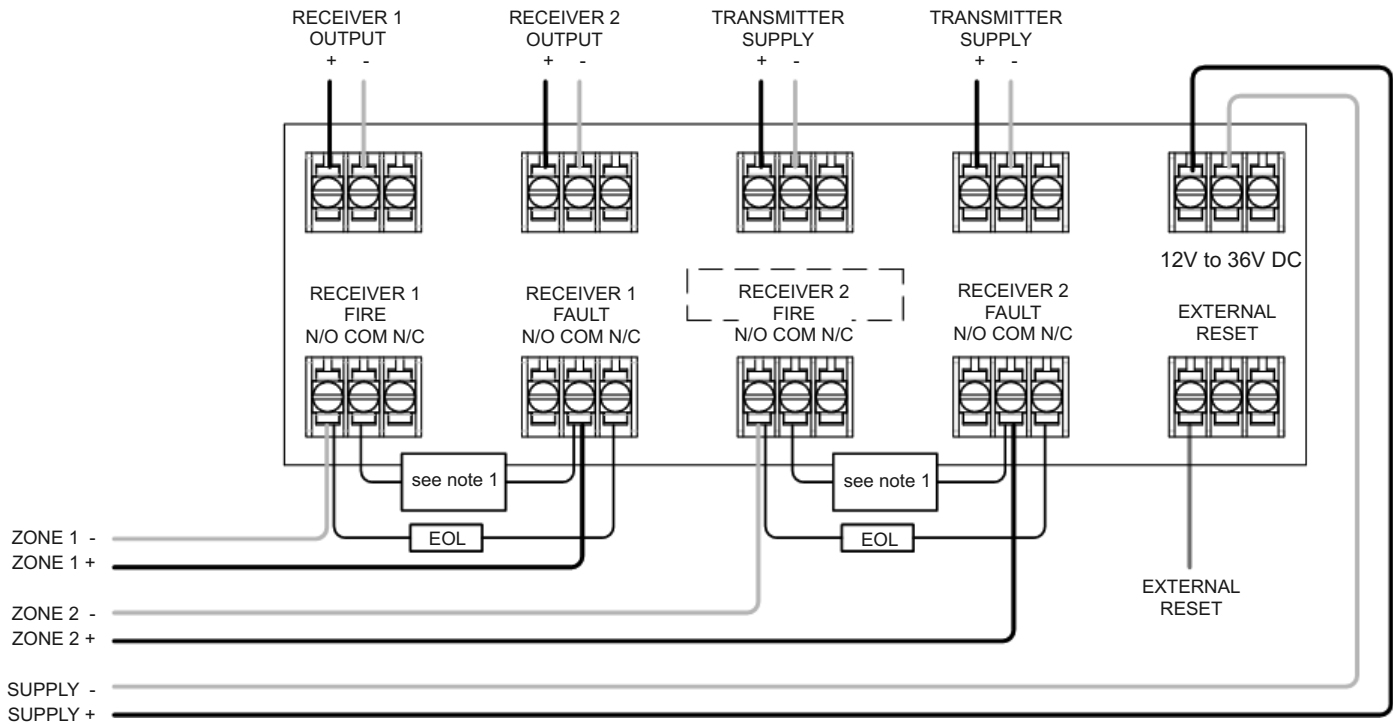 RECEIVER 1
OUTPUT
+ -
RECEIVER 2
OUTPUT
+ -
TRANSMITTER
SUPPLY
+ -
TRANSMITTER
SUPPLY
+ -
12V to 36V DC
RECEIVER 1
FIRE
N/O COM N/C
RECEIVER 1
FAULT
N/O COM N/C
RECEIVER 2
FIRE
N/O COM N/C
RECEIVER 2
FAULT
N/O COM N/C
EXTERNAL
RESET
see note 1
see note 1
EOL
EOL
ZONE 1 -
ZONE 1 +
ZONE 2 -
ZONE 2 +
EXTERNAL
RESET
SUPPLY -
SUPPLY +